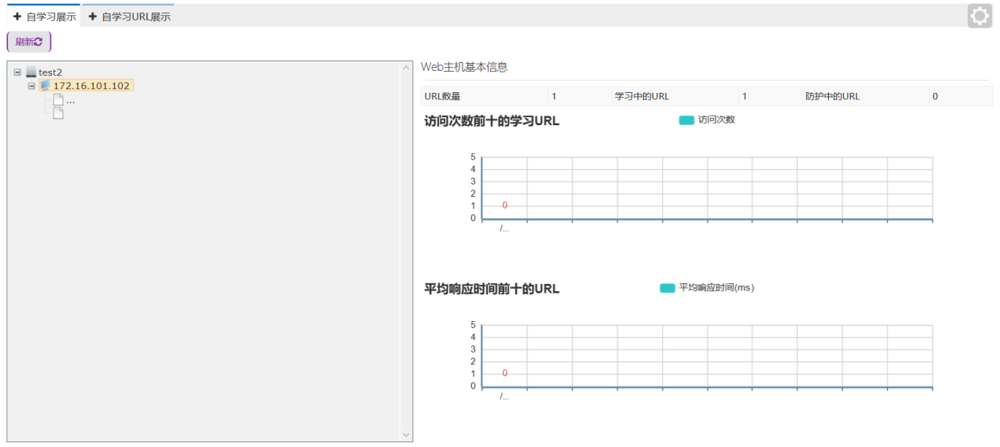 自学习展示 自学习URL展示
刷新
test2
172.16.101.102
...
Web主机基本信息
URL数量 1 学习中的URL 1 防护中的URL 0
访问次数前十的学习URL 访问次数
5
4
3
2
1
0
0
/...
平均响应时间前十的URL 平均响应时间(ms)
5
4
3
2
1
0
0
/...